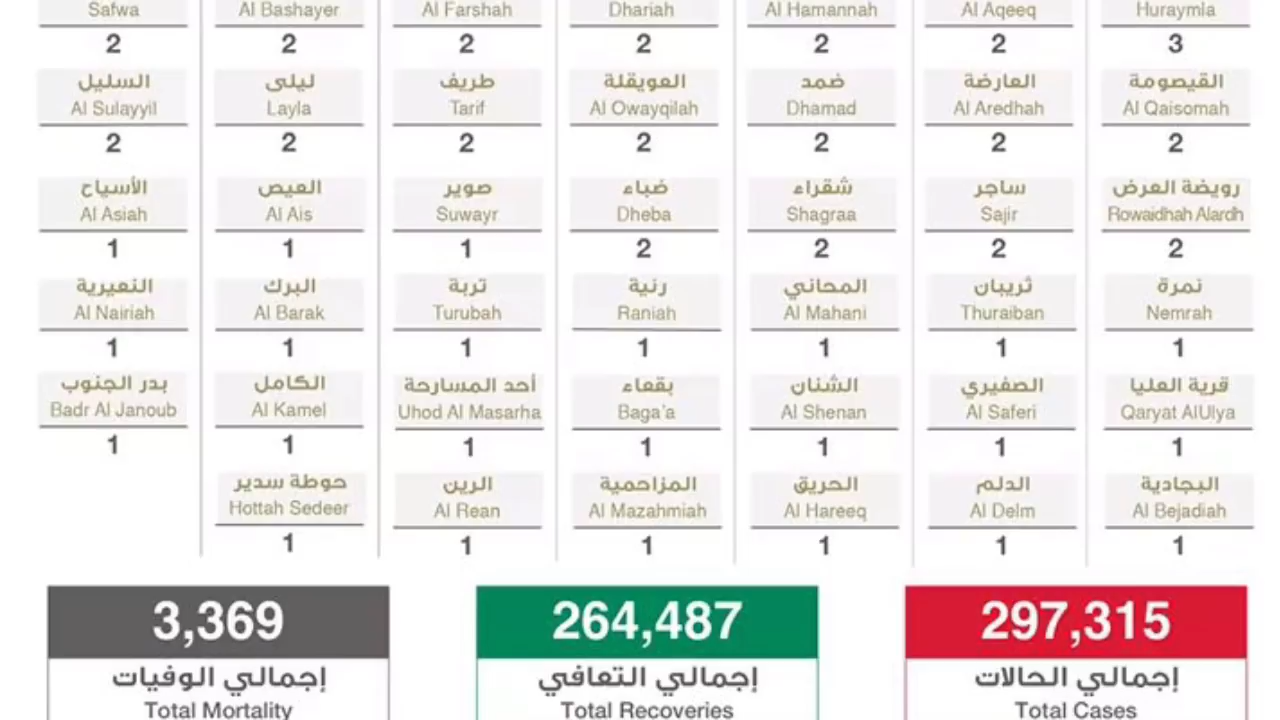 Safwa
Al Bashayer
Al Farshah
Dhariah
Al Hamannah
Al Aqeeq
Huraymla
2
2
2
2
2
2
3
السليل
ليلى
طريف
العويقلة
ضمد
العارضة
القيصومة
Al Sulayyil
Layla
Tarif
Al Owayqilah
Dhamad
Al Aredhah
Al Qaisomah
2
2
2
2
2
2
2
الأسياح
العيص
صوير
ضباء
شقراء
ساجر
رويضة العرض
Al Asiah
Al Ais
Suwayr
Dheba
Shagraa
Sajir
Rowaidhah Alardh
1
1
1
2
2
2
2
النعيرية
البرك
تربة
رنية
المحاني
ثريبان
نمرة
Al Nairiah
Al Barak
Turubah
Raniah
Al Mahani
Thuraiban
Nemrah
1
1
1
1
1
1
1
بدر الجنوب
الكامل
أحد المسارحة
بقعاء
الشنان
الصفيري
قرية العليا
Badr Al Janoub
Al Kamel
Uhod Al Masarha
Baga'a
Al Shenan
Al Saferi
Qaryat AlUlya
1
1
1
1
1
1
1
حوطة سدير
الرين
المزاحمية
الحريق
الدلم
البجادية
Hottah Sedeer
Al Rean
Al Mazahmiah
Al Hareeq
Al Delm
Al Bejadiah
1
1
1
1
1
1
3,369
264,487
297,315
إجمالي الوفيات
إجمالي التعافي
إجمالي الحالات
Total Mortality
Total Recoveries
Total Cases